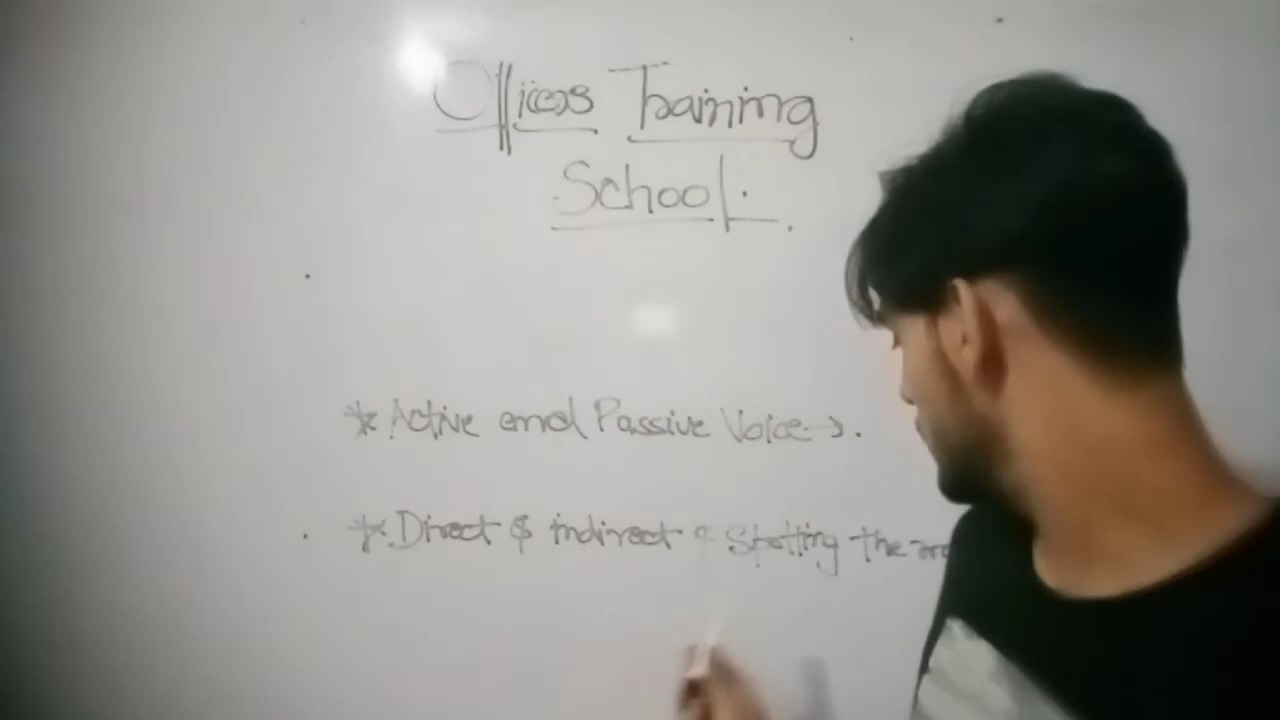 Officers Training
School.
* Active and Passive Voice →.
* Direct & indirect & Spotting the